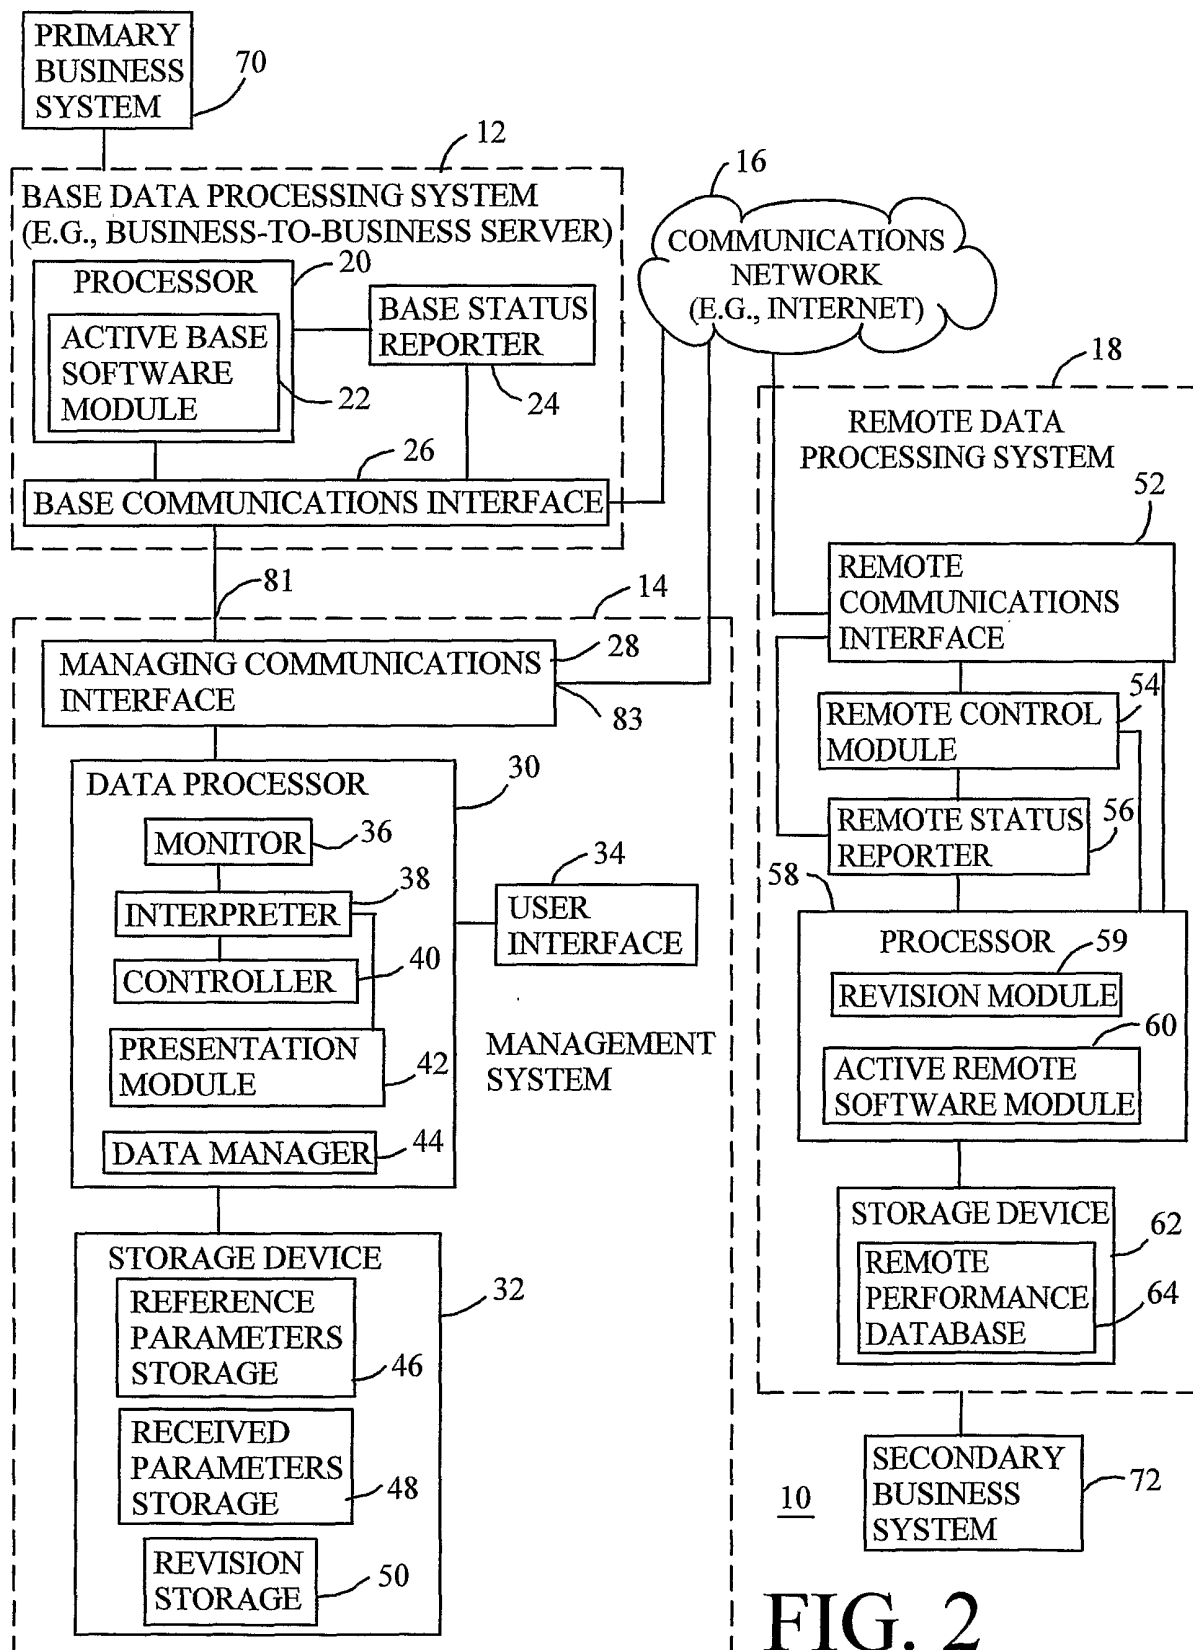 PRIMARY
BUSINESS
SYSTEM
70
12
BASE DATA PROCESSING SYSTEM
(E.G., BUSINESS-TO-BUSINESS SERVER)
PROCESSOR
20
ACTIVE BASE
SOFTWARE
MODULE
22
BASE STATUS
REPORTER
24
26
BASE COMMUNICATIONS INTERFACE
16
COMMUNICATIONS
NETWORK
(E.G., INTERNET)
81
14
MANAGING COMMUNICATIONS
INTERFACE
28
83
DATA PROCESSOR
30
MONITOR
36
INTERPRETER
38
CONTROLLER
40
PRESENTATION
MODULE
42
DATA MANAGER
44
34
USER
INTERFACE
MANAGEMENT
SYSTEM
STORAGE DEVICE
32
REFERENCE
PARAMETERS
STORAGE
46
RECEIVED
PARAMETERS
STORAGE
48
REVISION
STORAGE
50
18
REMOTE DATA
PROCESSING SYSTEM
52
REMOTE
COMMUNICATIONS
INTERFACE
54
REMOTE CONTROL
MODULE
REMOTE STATUS
REPORTER
56
58
PROCESSOR
59
REVISION MODULE
60
ACTIVE REMOTE
SOFTWARE MODULE
STORAGE DEVICE
62
REMOTE
PERFORMANCE
DATABASE
64
SECONDARY
BUSINESS
SYSTEM
72
10
FIG. 2